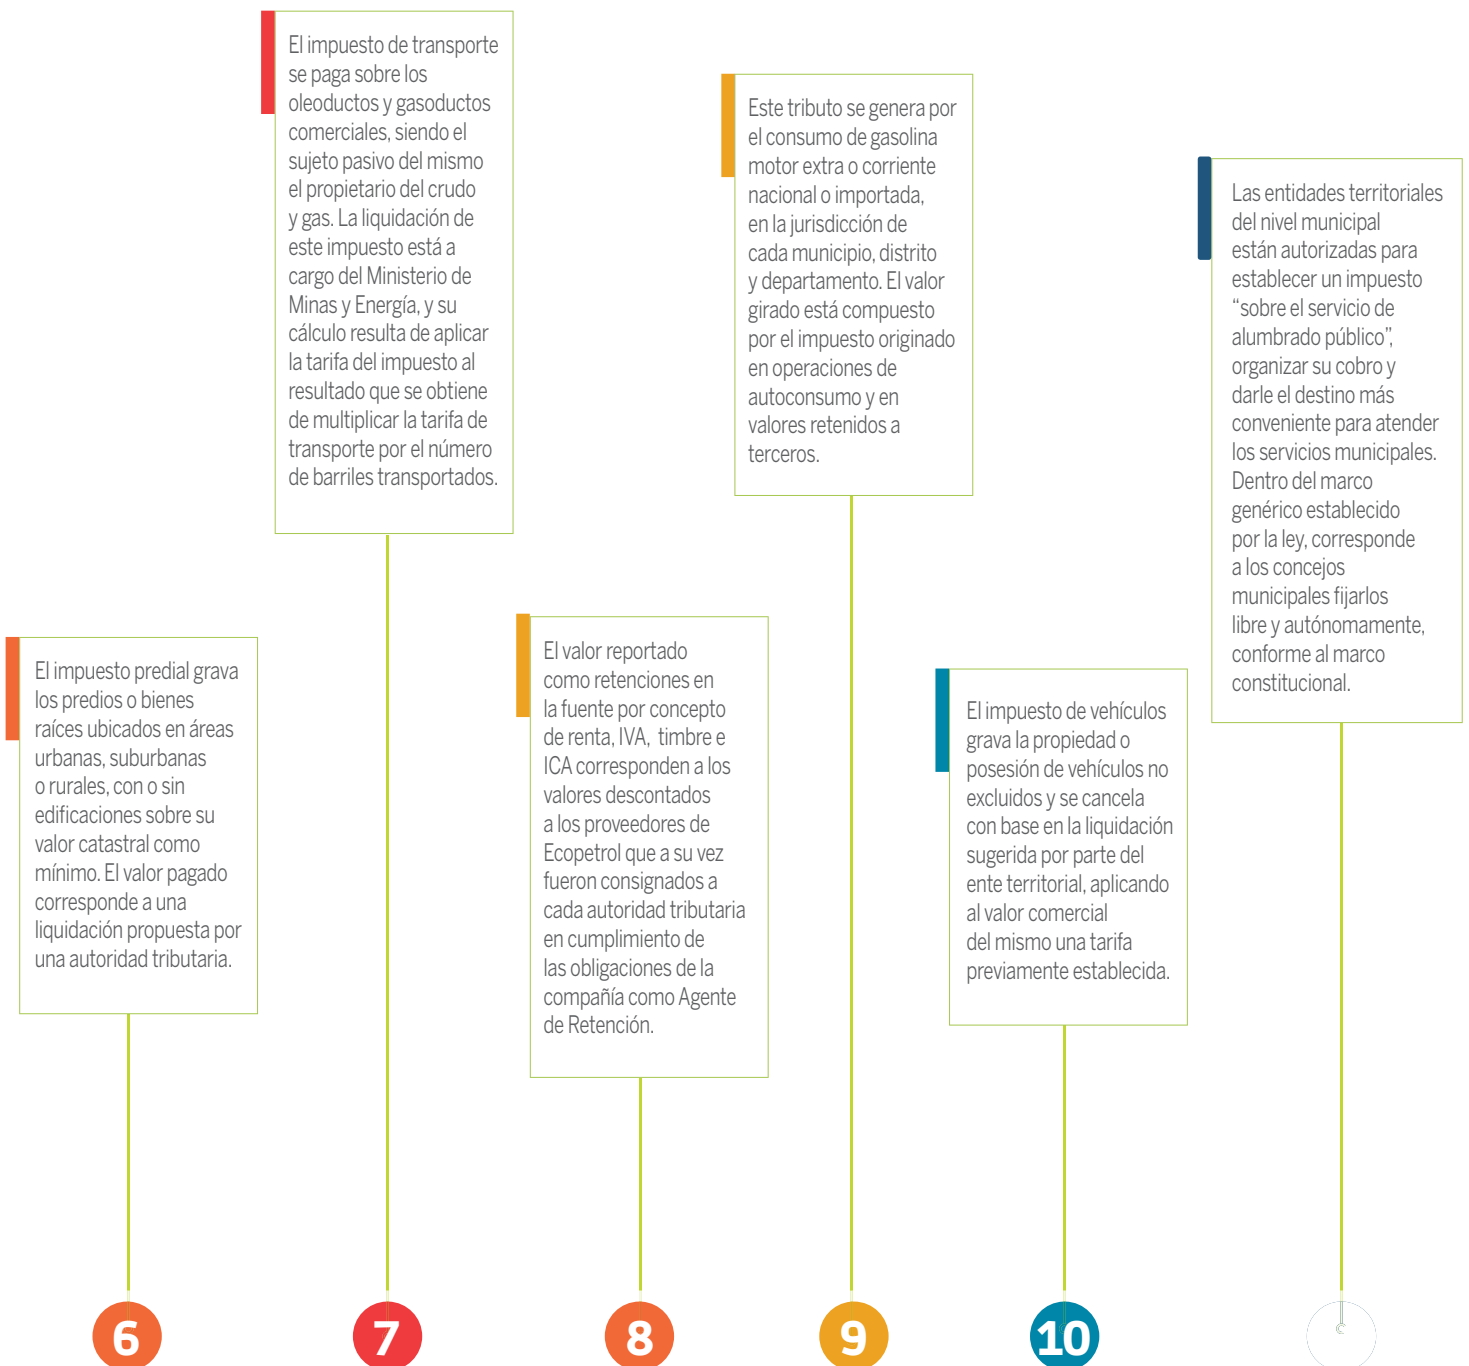 El impuesto predial grava
los predios o bienes
raíces ubicados en áreas
urbanas, suburbanas
o rurales, con o sin
edificaciones sobre su
valor catastral como
mínimo. El valor pagado
corresponde a una
liquidación propuesta por
una autoridad tributaria.
6
El impuesto de transporte
se paga sobre los
oleoductos y gasoductos
comerciales, siendo el
sujeto pasivo del mismo
el propietario del crudo
y gas. La liquidación de
este impuesto está a
cargo del Ministerio de
Minas y Energía, y su
cálculo resulta de aplicar
la tarifa del impuesto al
resultado que se obtiene
de multiplicar la tarifa de
transporte por el número
de barriles transportados.
7
El valor reportado
como retenciones en
la fuente por concepto
de renta, IVA, timbre e
ICA corresponden a los
valores descontados
a los proveedores de
Ecopetrol que a su vez
fueron consignados a
cada autoridad tributaria
en cumplimiento de
las obligaciones de la
compañía como Agente
de Retención.
8
Este tributo se genera por
el consumo de gasolina
motor extra o corriente
nacional o importada,
en la jurisdicción de
cada municipio, distrito
y departamento. El valor
girado está compuesto
por el impuesto originado
en operaciones de
autoconsumo y en
valores retenidos a
terceros.
9
El impuesto de vehículos
grava la propiedad o
posesión de vehículos no
excluidos y se cancela
con base en la liquidación
sugerida por parte del
ente territorial, aplicando
al valor comercial
del mismo una tarifa
previamente establecida.
10
Las entidades territoriales
del nivel municipal
están autorizadas para
establecer un impuesto
“sobre el servicio de
alumbrado público”,
organizar su cobro y
darle el destino más
conveniente para atender
los servicios municipales.
Dentro del marco
genérico establecido
por la ley, corresponde
a los concejos
municipales fijarlos
libre y autónomamente,
conforme al marco
constitucional.